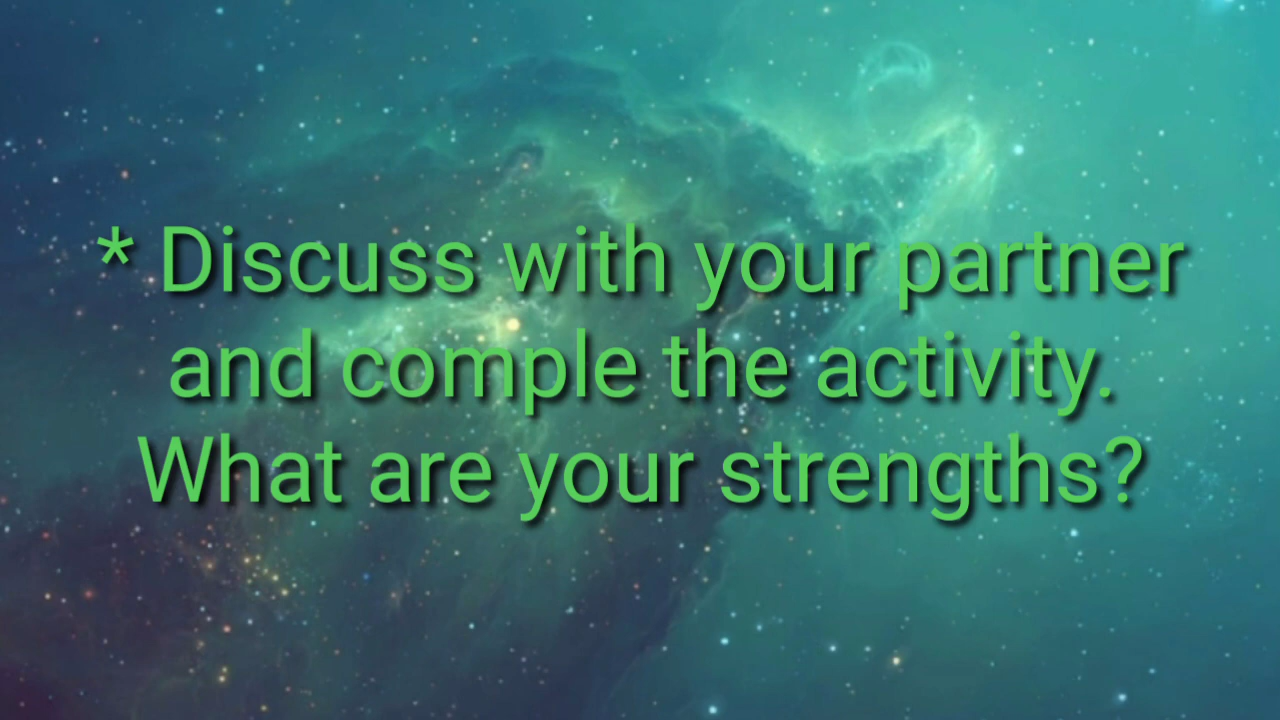 * Discuss with your partner
and comple the activity.
What are your strengths?